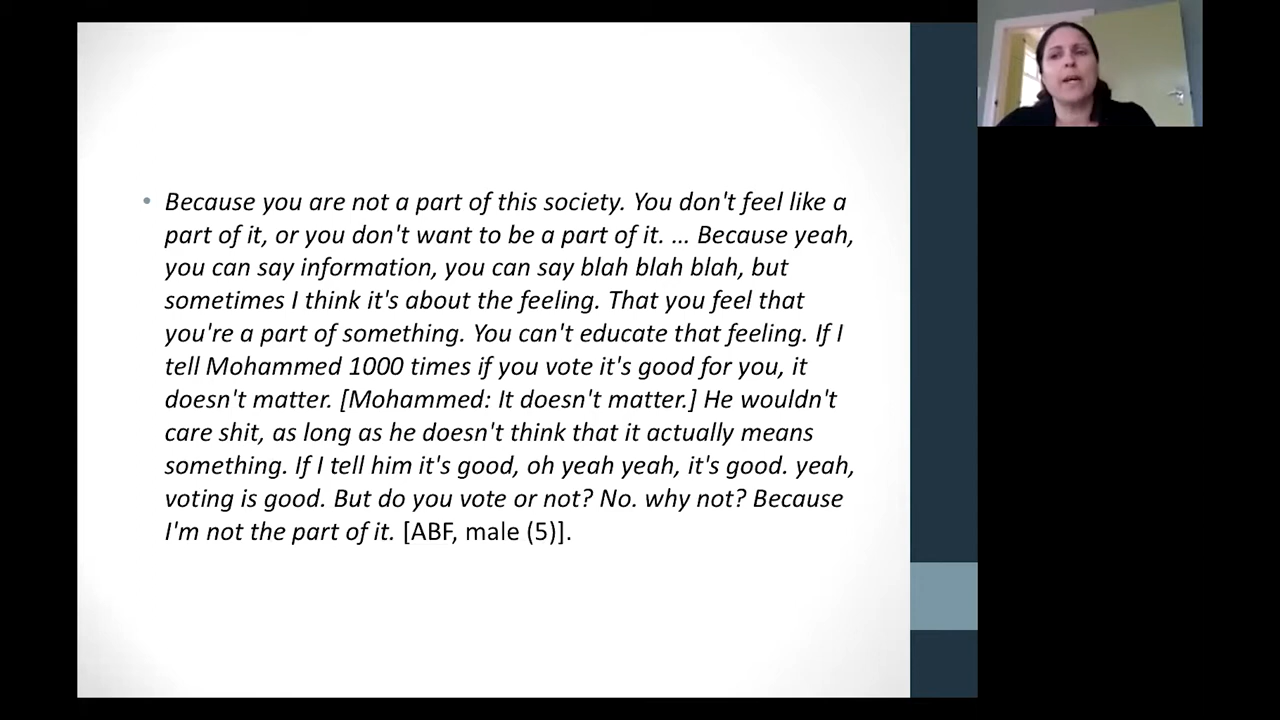 • Because you are not a part of this society. You don't feel like a
part of it, or you don't want to be a part of it. … Because yeah,
you can say information, you can say blah blah blah, but
sometimes I think it's about the feeling. That you feel that
you're a part of something. You can't educate that feeling. If I
tell Mohammed 1000 times if you vote it's good for you, it
doesn't matter. [Mohammed: It doesn't matter.] He wouldn't
care shit, as long as he doesn't think that it actually means
something. If I tell him it's good, oh yeah yeah, it's good. yeah,
voting is good. But do you vote or not? No. why not? Because
I'm not the part of it. [ABF, male (5)].